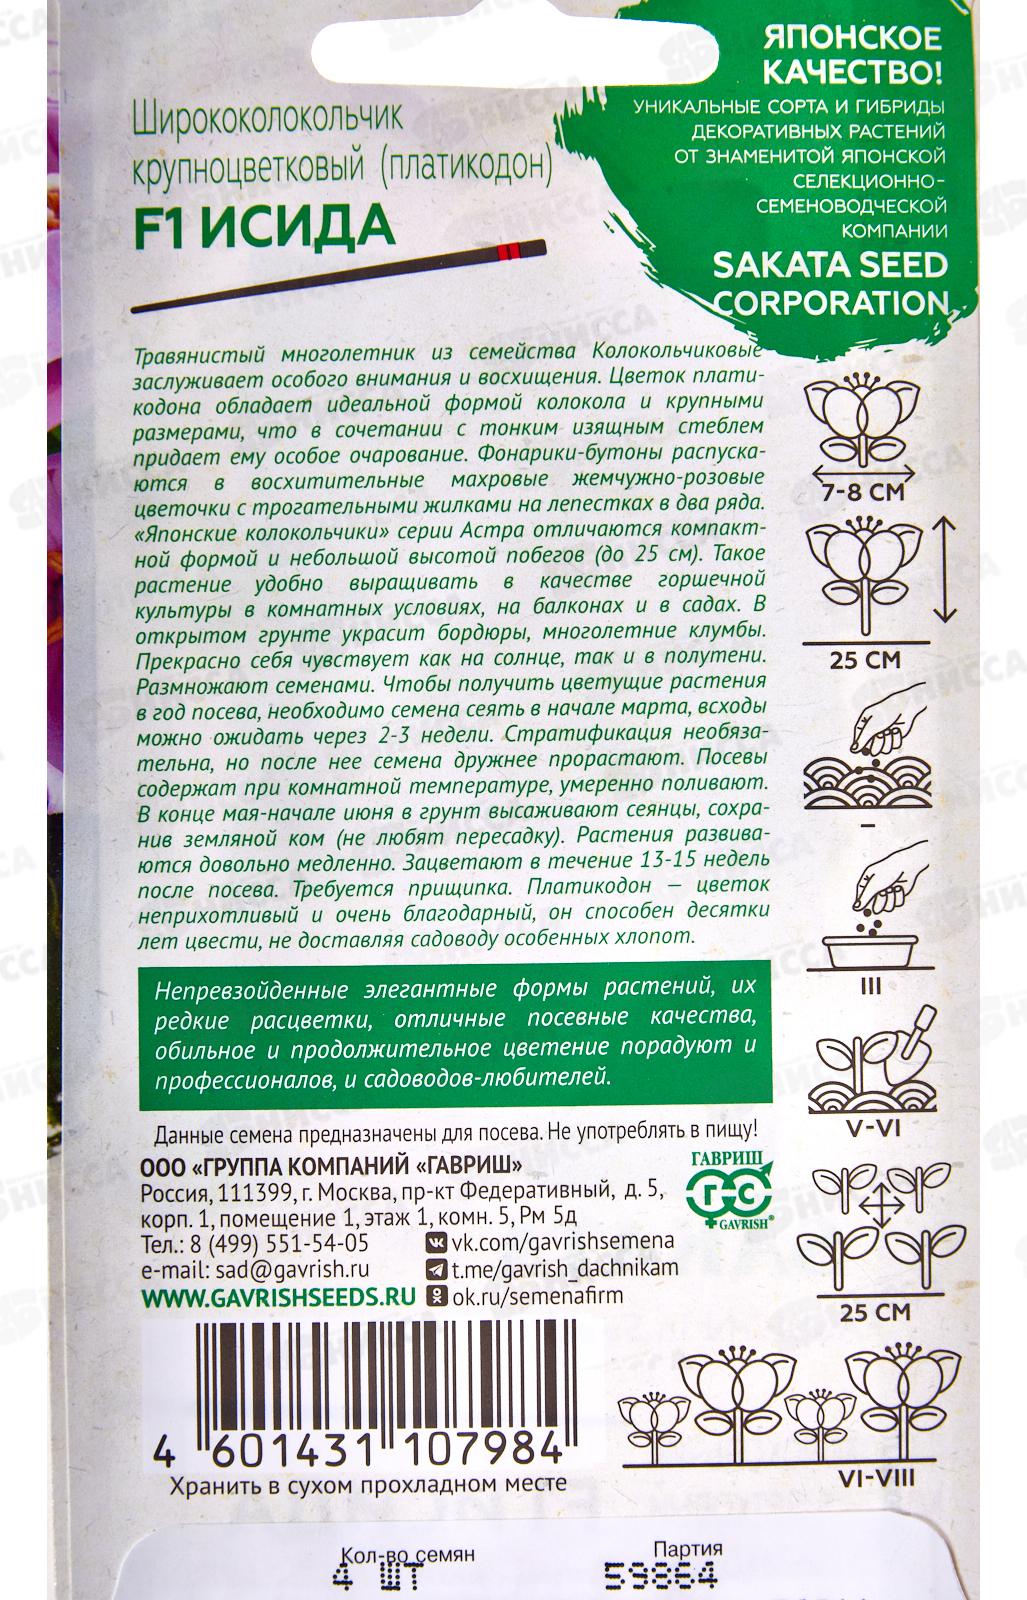 ЯПОНСКОЕ
КАЧЕСТВО!
УНИКАЛЬНЫЕ СОРТА И ГИБРИДЫ
ДЕКОРАТИВНЫХ РАСТЕНИЙ
ОТ ЗНАМЕНИТОЙ ЯПОНСКОЙ
СЕЛЕКЦИОННО-
СЕМЕНОВОДЧЕСКОЙ
КОМПАНИИ
SAKATA SEED
CORPORATION
Ширококолокольчик
крупноцветковый (платикодон)
F1 ИСИДА
Травянистый многолетник из семейства Колокольчиковые
заслуживает особого внимания и восхищения. Цветок плати-
кодона обладает идеальной формой колокола и крупными
размерами, что в сочетании с тонким изящным стеблем
придает ему особое очарование. Фонарики-бутоны распуска-
ются в восхитительные махровые жемчужно-розовые
цветочки с трогательными жилками на лепестках в два ряда.
«Японские колокольчики» серии Астра отличаются компакт-
ной формой и небольшой высотой побегов (до 25 см). Такое
растение удобно выращивать в качестве горшечной
культуры в комнатных условиях, на балконах и в садах. В
открытом грунте украсит бордюры, многолетние клумбы.
Прекрасно себя чувствует как на солнце, так и в полутени.
Размножают семенами. Чтобы получить цветущие растения
в год посева, необходимо семена сеять в начале марта, всходы
можно ожидать через 2-3 недели. Стратификация необяза-
тельна, но после нее семена дружнее прорастают. Посевы
содержат при комнатной температуре, умеренно поливают.
В конце мая-начале июня в грунт высаживают сеянцы, сохра-
нив земляной ком (не любят пересадку). Растения развива-
ются довольно медленно. Зацветают в течение 13-15 недель
после посева. Требуется прищипка. Платикодон – цветок
неприхотливый и очень благодарный, он способен десятки
лет цвести, не доставляя садоводу особенных хлопот.
Непревзойденные элегантные формы растений, их
редкие расцветки, отличные посевные качества,
обильное и продолжительное цветение порадуют и
профессионалов, и садоводов-любителей.
Данные семена предназначены для посева. Не употреблять в пищу!
ООО «ГРУППА КОМПАНИЙ «ГАВРИШ»
Россия, 111399, г. Москва, пр-кт Федеративный, д. 5,
корп. 1, помещение 1, этаж 1, комн. 5, Рм 5д
Тел.: 8 (499) 551-54-05
vk.com/gavrishsemena
e-mail: sad@gavrish.ru
t.me/gavrish_dachnikam
WWW.GAVRISHSEEDS.RU
ok.ru/semenafirm
ГАВРИШ
ГС
GAVRISH®
4 601431 107984
Хранить в сухом прохладном месте
7-8 СМ
25 СМ
–
III
V-VI
25 СМ
VI-VIII
Кол-во семян
4 ШТ
Партия
59864